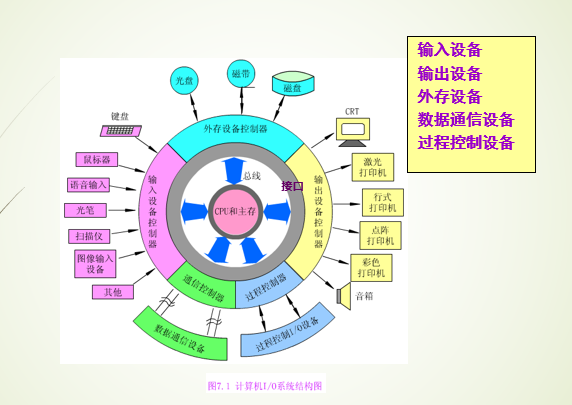 输入设备
输出设备
外存设备
数据通信设备
过程控制设备
光盘
磁带
磁盘
键盘
CRT
外存设备控制器
鼠标器
语音输入
光笔
扫描仪
图像输入
设备
其他
输入设备控制器
总线
接口
CPU和主存
输出设备控制器
激光
打印机
行式
打印机
点阵
打印机
彩色
打印机
音箱
通信控制器
过程控制器
数据通信设备
过程控制I/O设备
图7.1 计算机I/O系统结构图